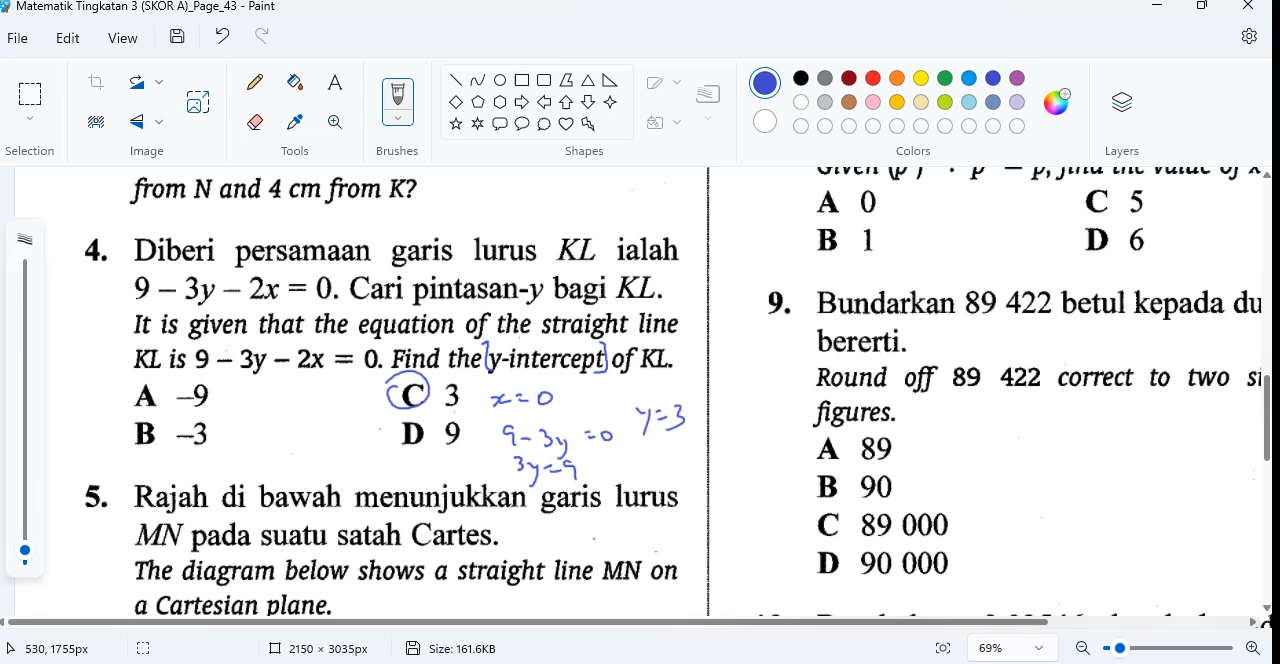 Matematik Tingkatan 3 (SKOR A)_Page_43 - Paint
File Edit View
Selection Image Tools Brushes Shapes Colors Layers
from N and 4 cm from K?
4. Diberi persamaan garis lurus KL ialah
9 – 3y – 2x = 0. Cari pintasan-y bagi KL.
It is given that the equation of the straight line
KL is 9 – 3y – 2x = 0. Find the y-intercept of KL.
A –9 C 3
B –3 D 9
x=0
9-3y=0
3y=9
y=3
5. Rajah di bawah menunjukkan garis lurus
MN pada suatu satah Cartes.
The diagram below shows a straight line MN on
a Cartesian plane.
A 0 C 5
B 1 D 6
9. Bundarkan 89 422 betul kepada du
bererti.
Round off 89 422 correct to two si
figures.
A 89
B 90
C 89 000
D 90 000
530, 1755px 2150 × 3035px Size: 161.6KB 69%